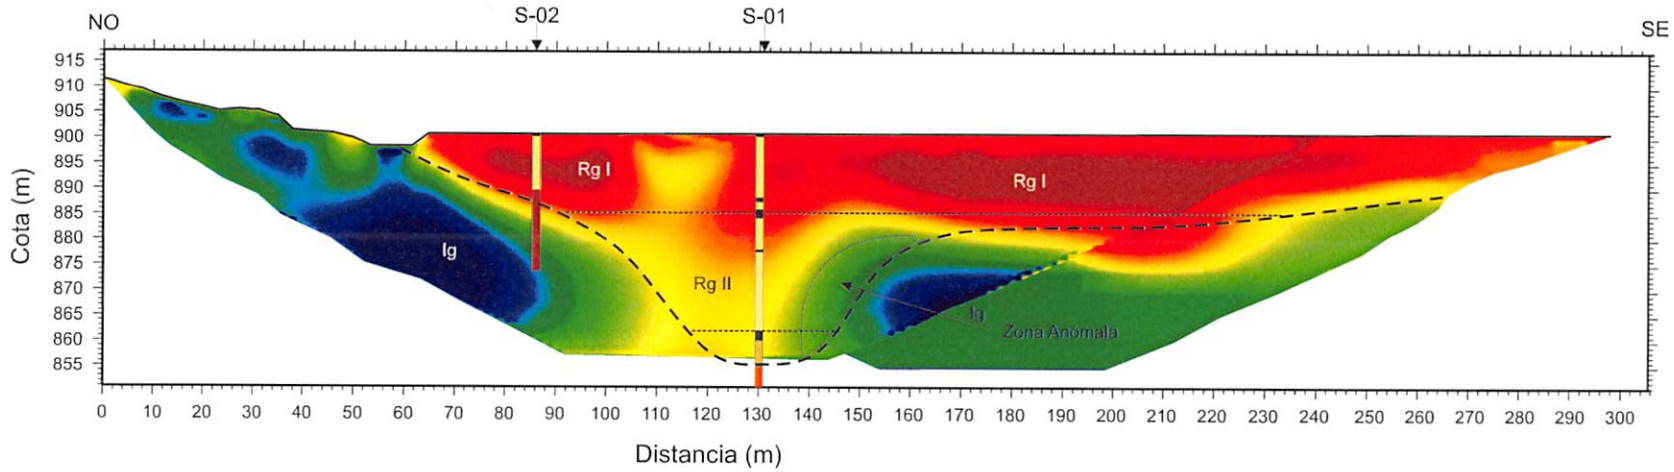 NO
S-02
S-01
SE
915
910
905
900
895
890
885
880
875
870
865
860
855
Cota (m)
Rg I
Rg I
Ig
Rg II
Ig
Zona Anómala
0 10 20 30 40 50 60 70 80 90 100 110 120 130 140 150 160 170 180 190 200 210 220 230 240 250 260 270 280 290 300
Distancia (m)